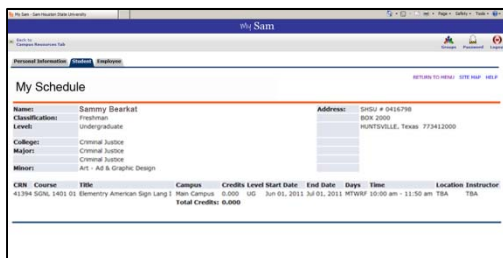 My Sam - Sam Houston State University
Page Safety Tools
My Sam
Back to
Campus Resources Tab
Groups Password Logout
Personal Information Student Employee
RETURN TO MENU SITE MAP HELP
My Schedule
Name: Sammy Bearkat Address: SHSU # 0416798
Classification: Freshman BOX 2000
Level: Undergraduate HUNTSVILLE, Texas 773412000
College: Criminal Justice
Major: Criminal Justice
Criminal Justice
Minor: Art - Ad & Graphic Design
CRN Course Title Campus Credits Level Start Date End Date Days Time Location Instructor
41394 SGNL 1401 01 Elementry American Sign Lang I Main Campus 0.000 UG Jun 01, 2011 Jul 01, 2011 MTWRF 10:00 am - 11:50 am TBA TBA
Total Credits: 0.000